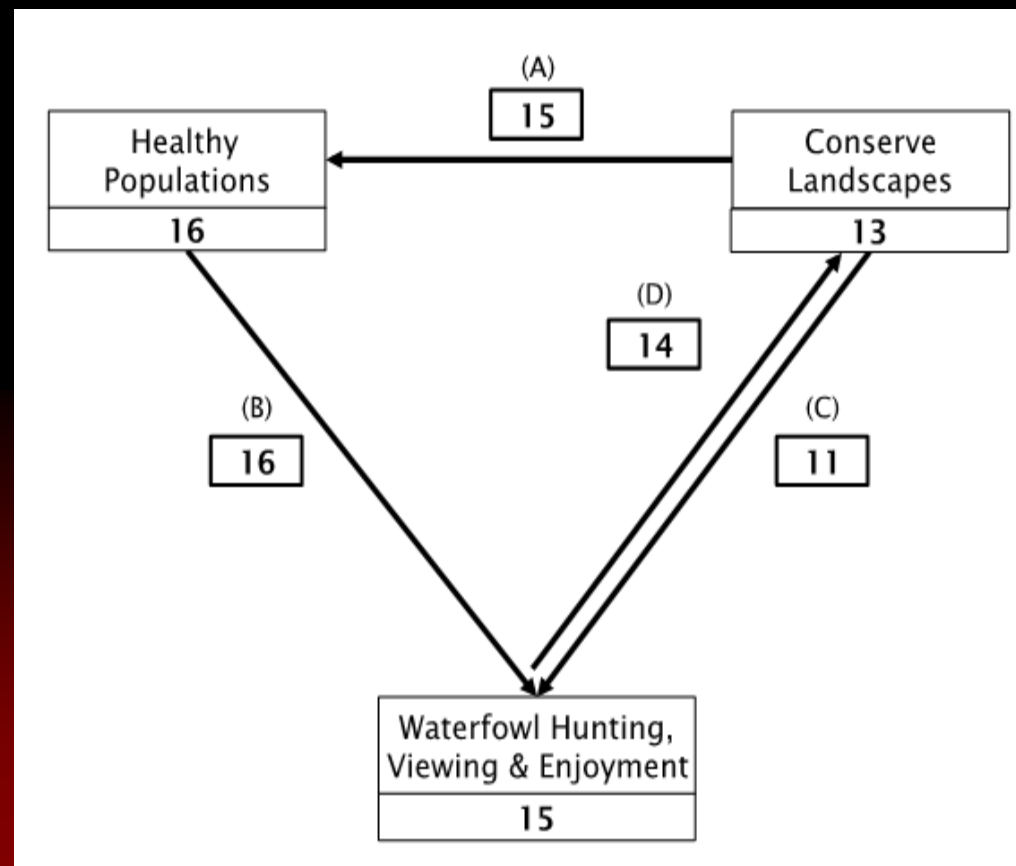 (A)
15
Healthy
Populations
16
Conserve
Landscapes
13
(D)
14
(B)
16
(C)
11
Waterfowl Hunting,
Viewing & Enjoyment
15